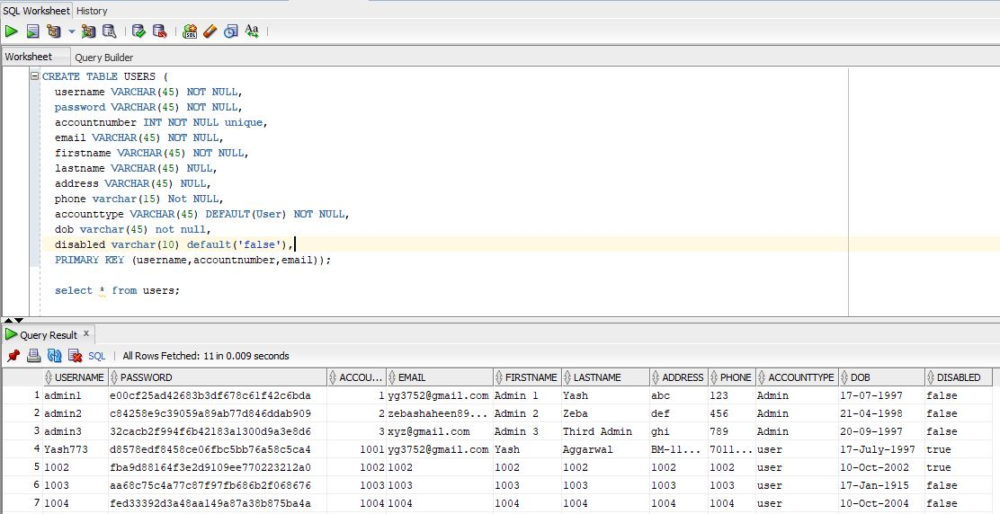 SQL Worksheet History
Aa
Worksheet Query Builder
CREATE TABLE USERS (
username VARCHAR(45) NOT NULL,
password VARCHAR(45) NOT NULL,
accountnumber INT NOT NULL unique,
email VARCHAR(45) NOT NULL,
firstname VARCHAR(45) NOT NULL,
lastname VARCHAR(45) NULL,
address VARCHAR(45) NULL,
phone varchar(15) Not NULL,
accounttype VARCHAR(45) DEFAULT(User) NOT NULL,
dob varchar(45) not null,
disabled varchar(10) default('false'),
PRIMARY KEY (username,accountnumber,email));
select * from users;
Query Result x
SQL | All Rows Fetched: 11 in 0.009 seconds
USERNAME PASSWORD ACCOU... EMAIL FIRSTNAME LASTNAME ADDRESS PHONE ACCOUNTTYPE DOB DISABLED
1 admin1 e00cf25ad42683b3df678c61f42c6bda 1 yg3752@gmail.com Admin 1 Yash abc 123 Admin 17-07-1997 false
2 admin2 c84258e9c39059a89ab77d846ddab909 2 zebashaheen89... Admin 2 Zeba def 456 Admin 21-04-1998 false
3 admin3 32cacb2f994f6b42183a1300d9a3e8d6 3 xyz@gmail.com Admin 3 Third Admin ghi 789 Admin 20-09-1997 false
4 Yash773 d8578edf8458ce06fbc5bb76a58c5ca4 1001 yg3752@gmail.com Yash Aggarwal BM-11... 7011... user 17-July-1997 true
5 1002 fba9d88164f3e2d9109ee770223212a0 1002 1002 1002 1002 1002 1002 user 10-Oct-2002 true
6 1003 aa68c75c4a77c87f97fb686b2f068676 1003 1003 1003 1003 1003 1003 user 17-Jan-1915 false
7 1004 fed33392d3a48aa149a87a38b875ba4a 1004 1004 1004 1004 1004 1004 user 10-Oct-2004 false